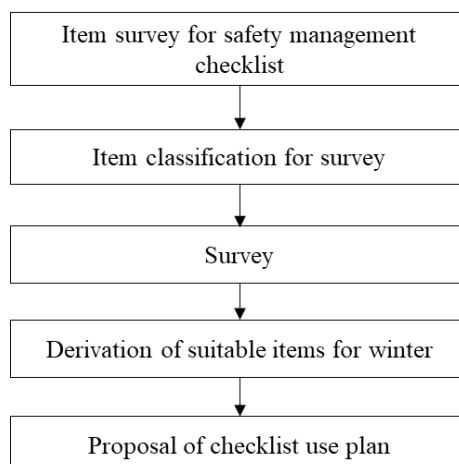 Item survey for safety management
checklist
Item classification for survey
Survey
Derivation of suitable items for winter
Proposal of checklist use plan